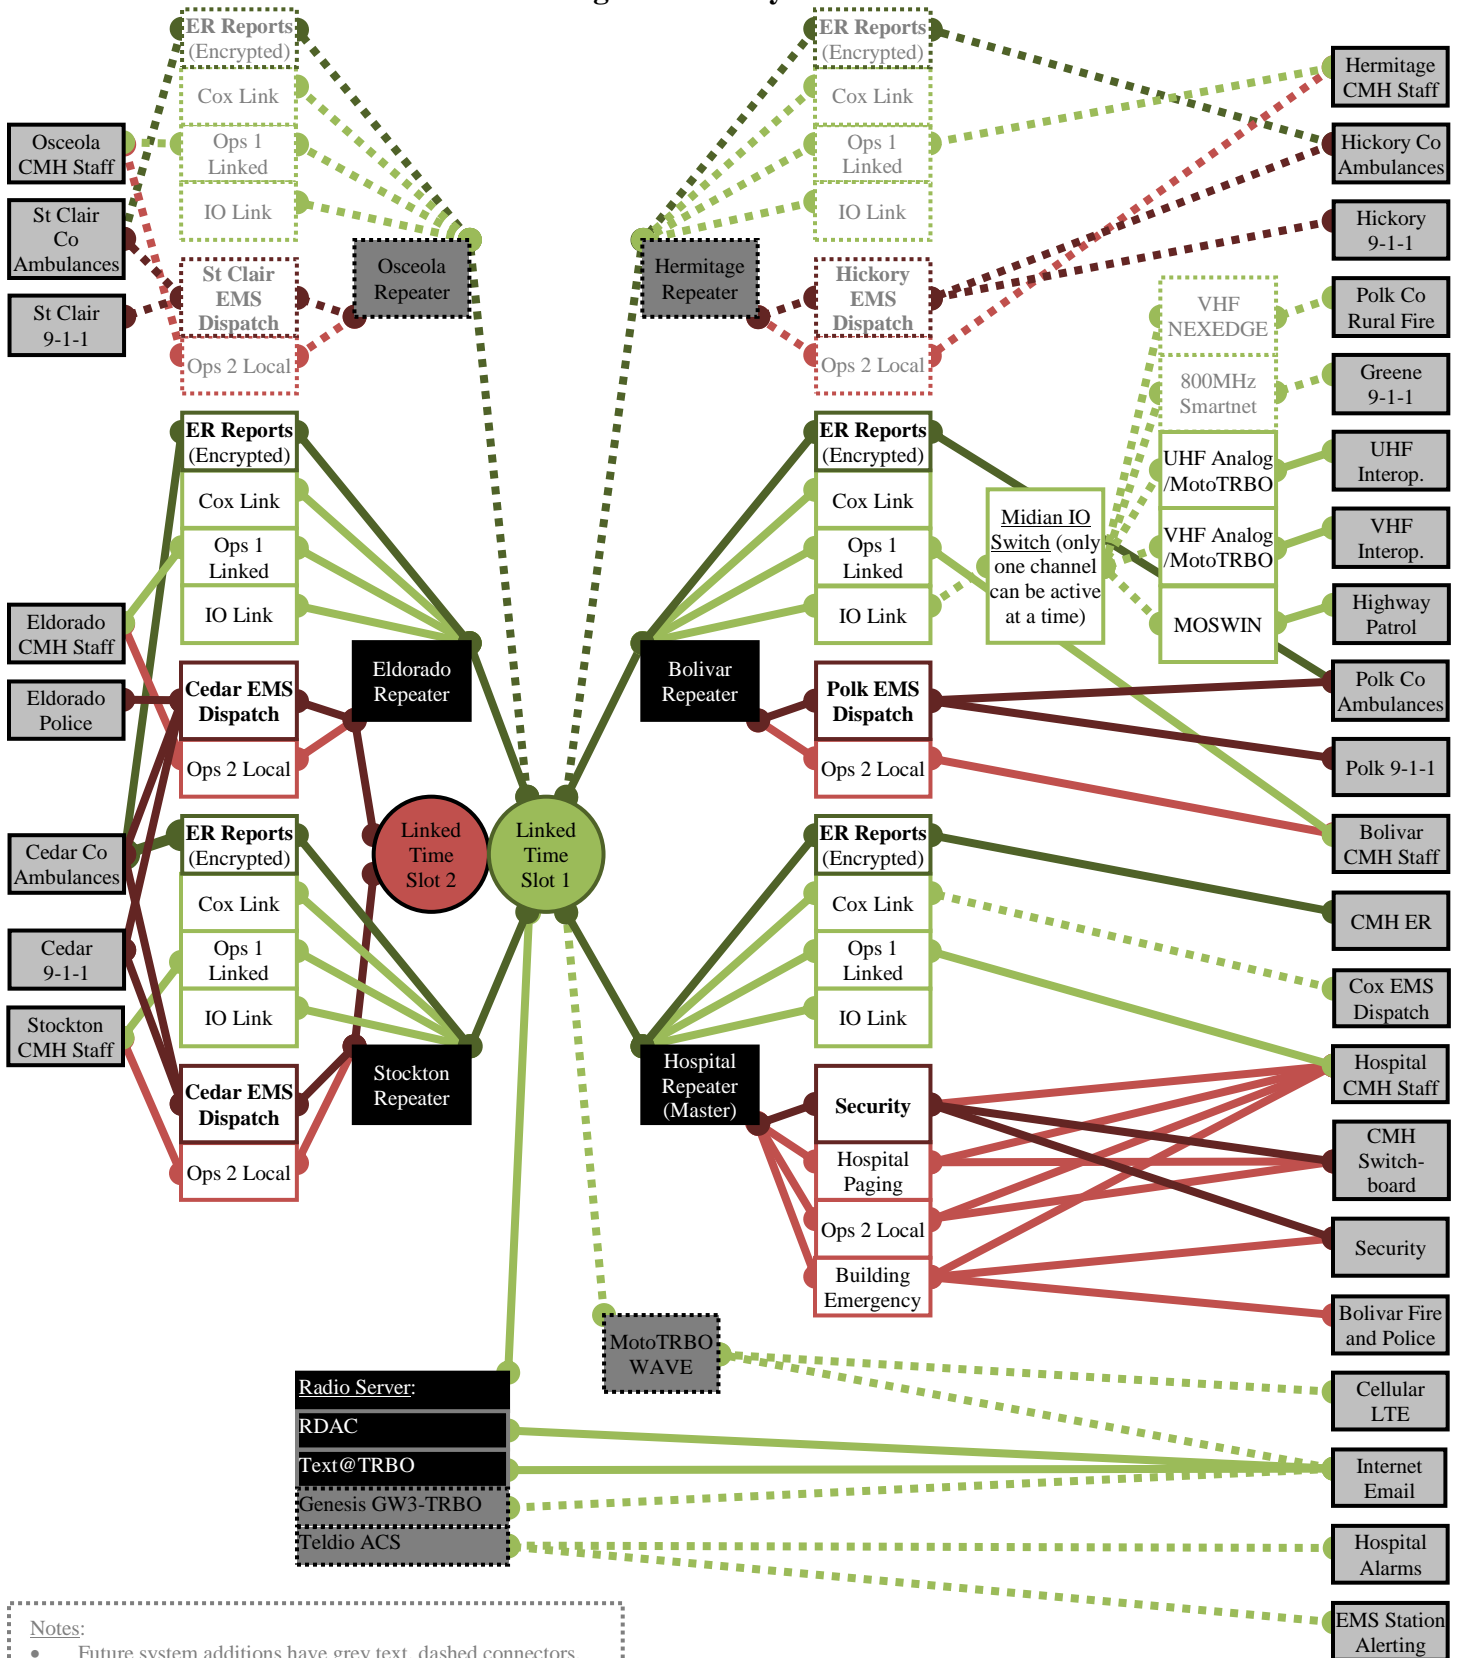 ER Reports
(Encrypted)
Cox Link
Ops 1
Linked
IO Link
St Clair
EMS
Dispatch
Ops 2 Local
Osceola
CMH Staff
St Clair
Co
Ambulances
St Clair
9-1-1
Osceola
Repeater
ER Reports
(Encrypted)
Cox Link
Ops 1
Linked
IO Link
Hickory
EMS
Dispatch
Ops 2 Local
Hermitage
Repeater
Hermitage
CMH Staff
Hickory Co
Ambulances
Hickory
9-1-1
Polk Co
Rural Fire
Greene
9-1-1
UHF
Interop.
VHF
Interop.
Highway
Patrol
Polk Co
Ambulances
Polk 9-1-1
Bolivar
CMH Staff
VHF
NEXEDGE
800MHz
Smartnet
UHF Analog
/MotoTRBO
VHF Analog
/MotoTRBO
MOSWIN
Midian IO
Switch (only
one channel
can be active
at a time)
ER Reports
(Encrypted)
Cox Link
Ops 1
Linked
IO Link
Cedar EMS
Dispatch
Ops 2 Local
Eldorado
CMH Staff
Eldorado
Police
Eldorado
Repeater
ER Reports
(Encrypted)
Cox Link
Ops 1
Linked
IO Link
Polk EMS
Dispatch
Ops 2 Local
Bolivar
Repeater
Linked
Time
Slot 2
Linked
Time
Slot 1
Cedar Co
Ambulances
Cedar
9-1-1
Stockton
CMH Staff
ER Reports
(Encrypted)
Cox Link
Ops 1
Linked
IO Link
Cedar EMS
Dispatch
Ops 2 Local
Stockton
Repeater
ER Reports
(Encrypted)
Cox Link
Ops 1
Linked
IO Link
Security
Hospital
Paging
Ops 2 Local
Building
Emergency
Hospital
Repeater
(Master)
CMH ER
Cox EMS
Dispatch
Hospital
CMH Staff
CMH
Switch-
board
Security
Bolivar Fire
and Police
Cellular
LTE
Internet
Email
Hospital
Alarms
EMS Station
Alerting
MotoTRBO
WAVE
Radio Server:
RDAC
Text@TRBO
Genesis GW3-TRBO
Teldio ACS
Notes:
• Future system additions have grey text, dashed connectors